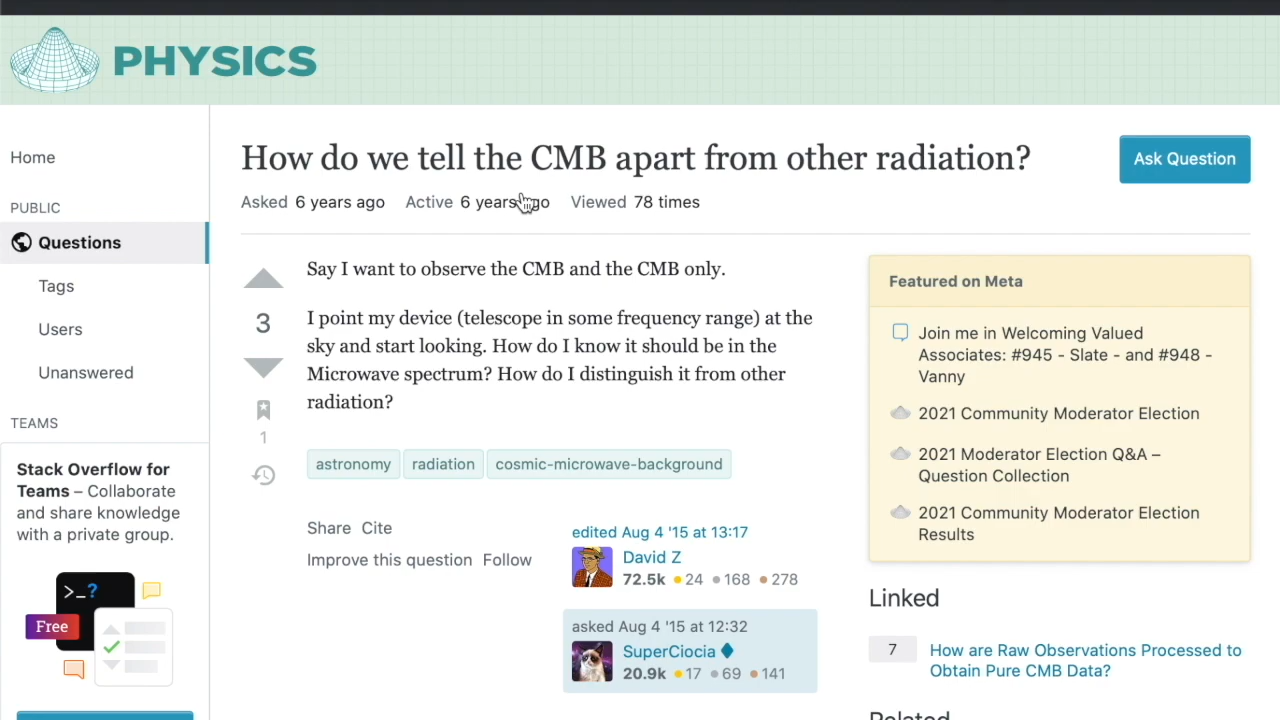 PHYSICS
Home
PUBLIC
Questions
Tags
Users
Unanswered
TEAMS
Stack Overflow for
Teams – Collaborate
and share knowledge
with a private group.
>_?
Free
How do we tell the CMB apart from other radiation?
Ask Question
Asked 6 years ago Active 6 years ago Viewed 78 times
3
1
Say I want to observe the CMB and the CMB only.
I point my device (telescope in some frequency range) at the
sky and start looking. How do I know it should be in the
Microwave spectrum? How do I distinguish it from other
radiation?
astronomy radiation cosmic-microwave-background
Share Cite
Improve this question Follow
edited Aug 4 '15 at 13:17
David Z
72.5k 24 168 278
asked Aug 4 '15 at 12:32
SuperCiocia
20.9k 17 69 141
Featured on Meta
Join me in Welcoming Valued
Associates: #945 - Slate - and #948 -
Vanny
2021 Community Moderator Election
2021 Moderator Election Q&A –
Question Collection
2021 Community Moderator Election
Results
Linked
7 How are Raw Observations Processed to
Obtain Pure CMB Data?
Related